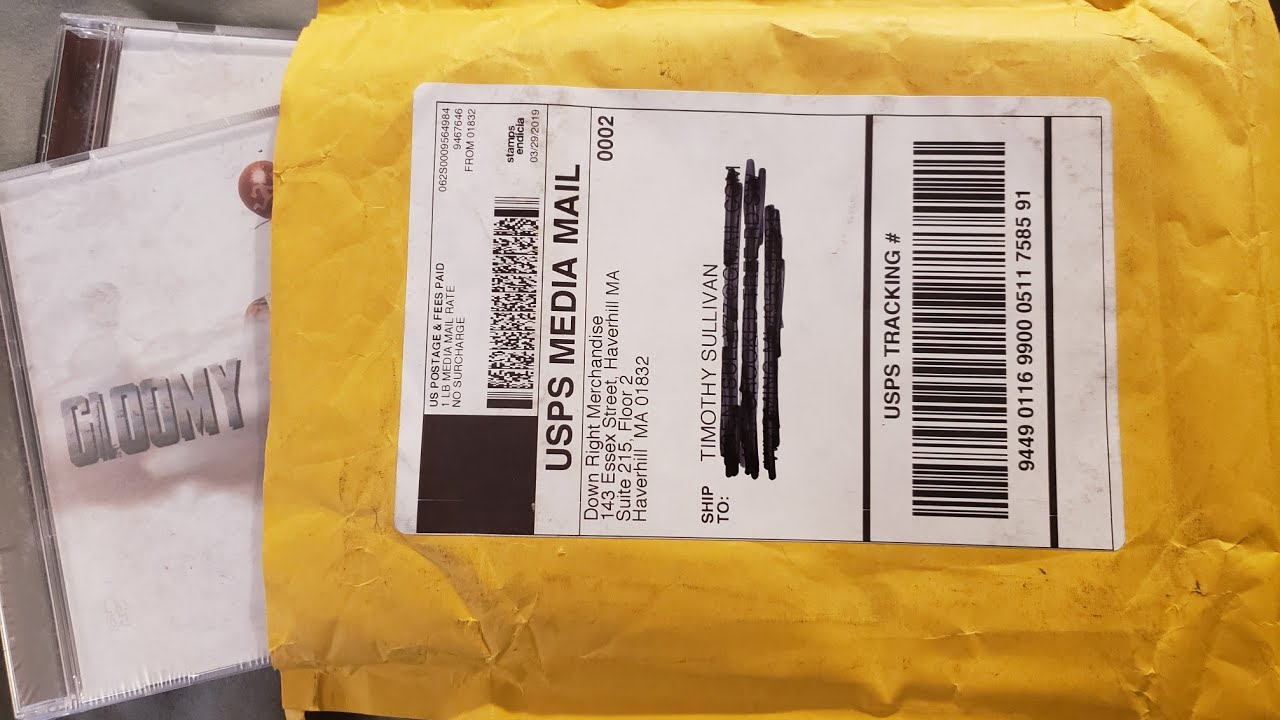 GLOOMY
US POSTAGE & FEES PAID
1 LB MEDIA MAIL RATE
NO SURCHARGE
062S0009564984
9467646
FROM 01832
stamps
endicia
03/29/2019
USPS MEDIA MAIL
Down Right Merchandise
143 Essex Street, Haverhill MA
Suite 215, Floor 2
Haverhill MA 01832
0002
SHIP
TO:
TIMOTHY SULLIVAN
USPS TRACKING #
9449 0116 9900 0511 7585 91